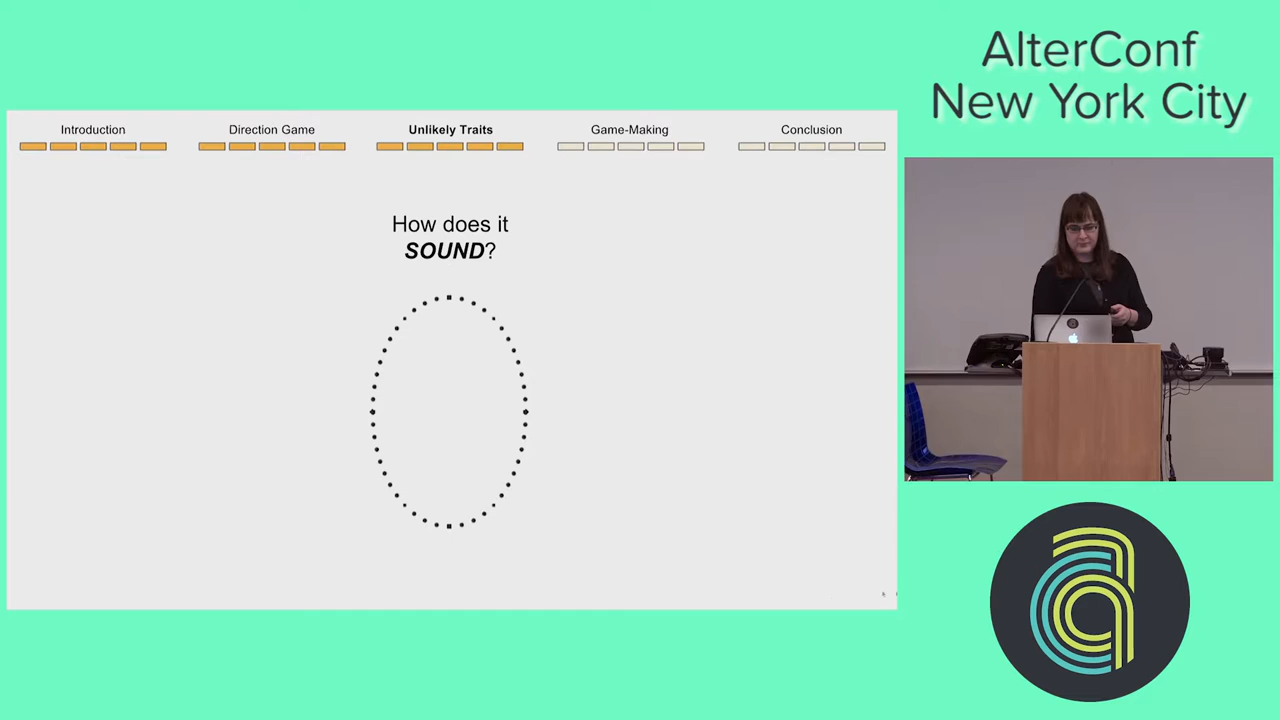 AlterConf
New York City
Introduction
Direction Game
Unlikely Traits
Game-Making
Conclusion
How does it
SOUND?